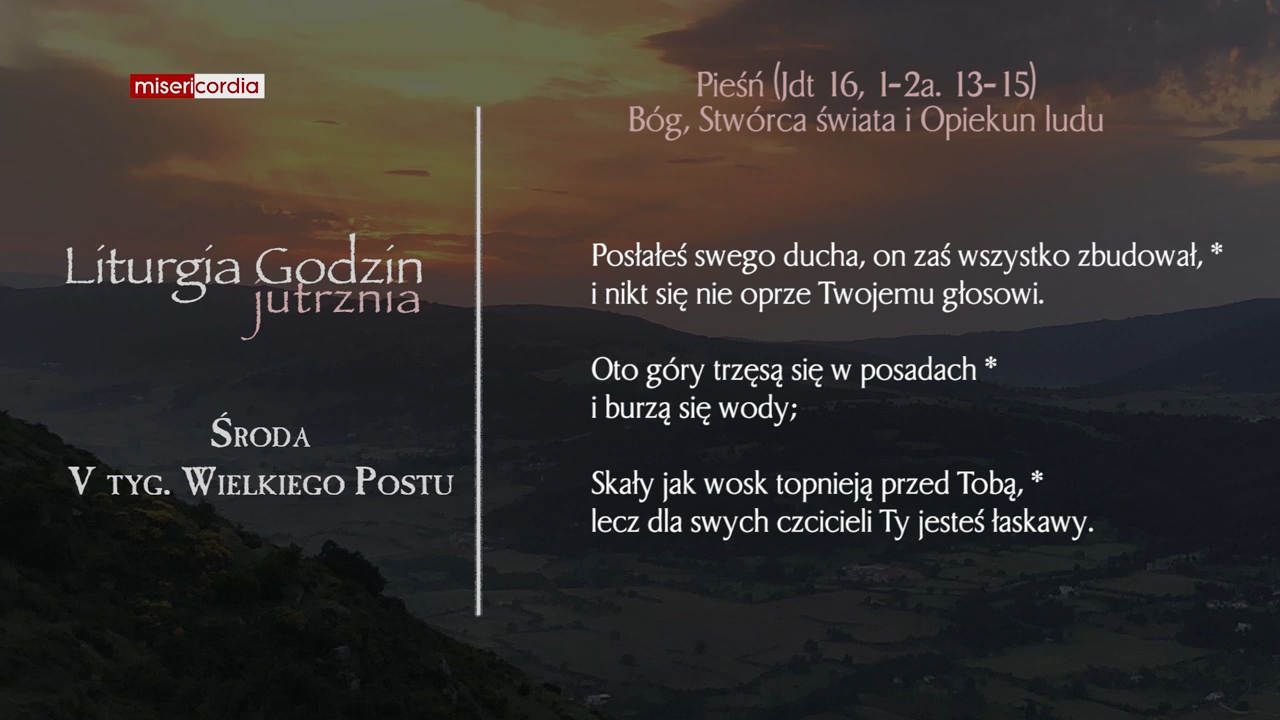 misericordia
Liturgia Godzin
jutrznia
Środa
V tyg. Wielkiego Postu
Pieśń (Jdt 16, 1-2a. 13-15)
Bóg, Stwórca świata i Opiekun ludu
Posłałeś swego ducha, on zaś wszystko zbudował, *
i nikt się nie oprze Twojemu głosowi.
Oto góry trzęsą się w posadach *
i burzą się wody;
Skały jak wosk topnieją przed Tobą, *
lecz dla swych czcicieli Ty jesteś łaskawy.